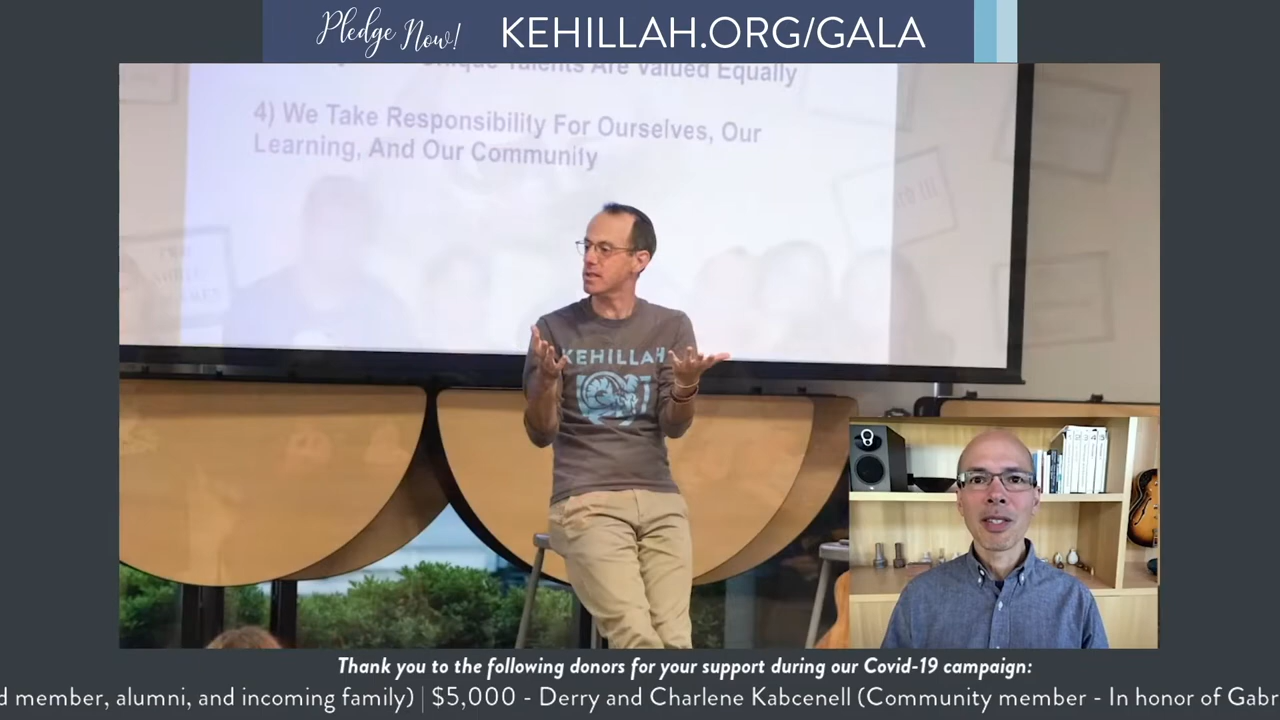 Pledge Now! KEHILLAH.ORG/GALA
Unique Talents Are Valued Equally
4) We Take Responsibility For Ourselves, Our
Learning, And Our Community
KEHILLAH
Thank you to the following donors for your support during our Covid-19 campaign:
member, alumni, and incoming family) | $5,000 - Derry and Charlene Kabcenell (Community member - In honor of